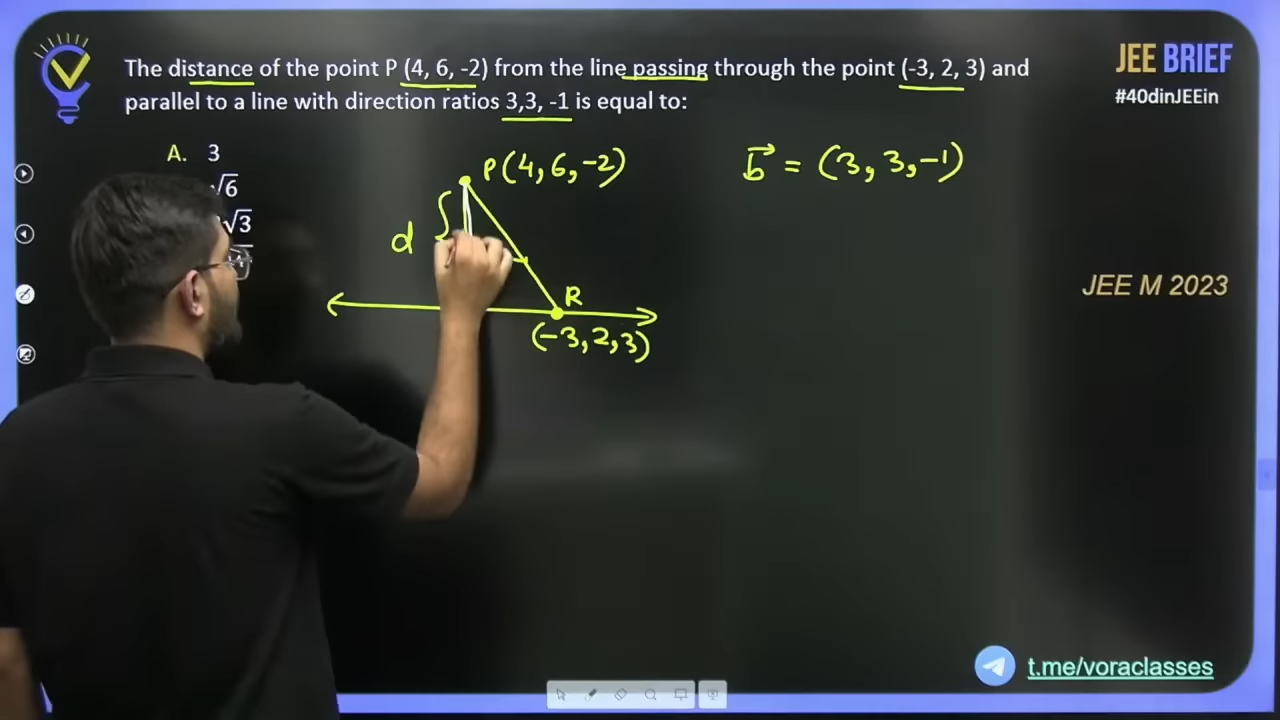 The distance of the point P (4, 6, -2) from the line passing through the point (-3, 2, 3) and
parallel to a line with direction ratios 3,3, -1 is equal to:
JEE BRIEF
#40dinJEEin
A. 3
√6
√3
P(4, 6, -2)
b⃗ = (3, 3, -1)
d
R
(-3, 2, 3)
JEE M 2023
t.me/voraclasses